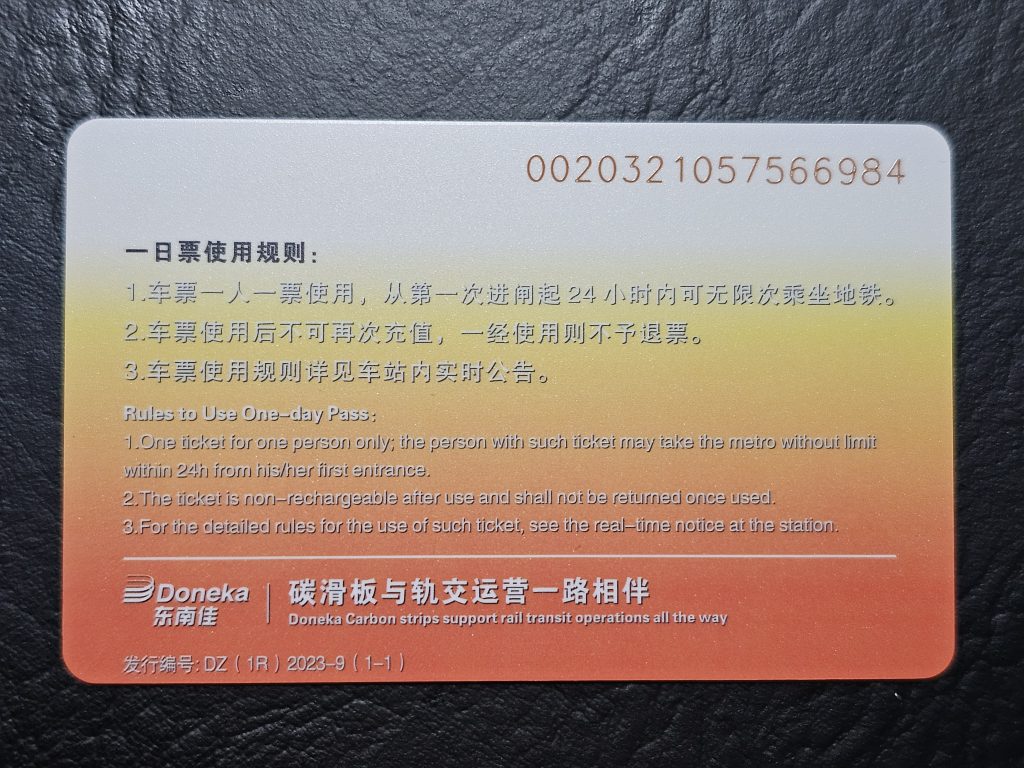 0020321057566984
一日票使用规则：
1.车票一人一票使用，从第一次进闸起 24 小时内可无限次乘坐地铁。
2.车票使用后不可再次充值，一经使用则不予退票。
3.车票使用规则详见车站内实时公告。
Rules to Use One-day Pass：
1.One ticket for one person only; the person with such ticket may take the metro without limit
within 24h from his/her first entrance.
2.The ticket is non-rechargeable after use and shall not be returned once used.
3.For the detailed rules for the use of such ticket, see the real-time notice at the station.
Doneka
东南佳
碳滑板与轨交运营一路相伴
Doneka Carbon strips support rail transit operations all the way
发行编号: DZ（1R）2023-9（1-1）